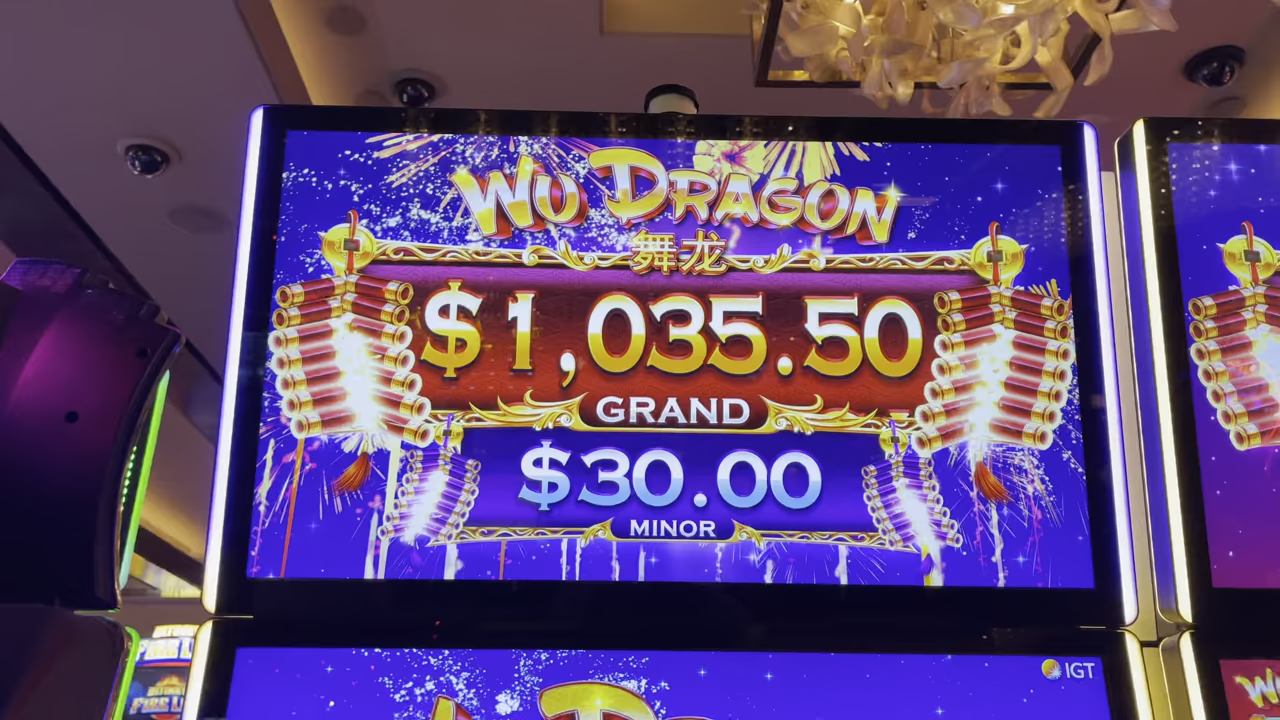 WU DRAGON
舞龙
$1,035.50
GRAND
$30.00
MINOR
IGT